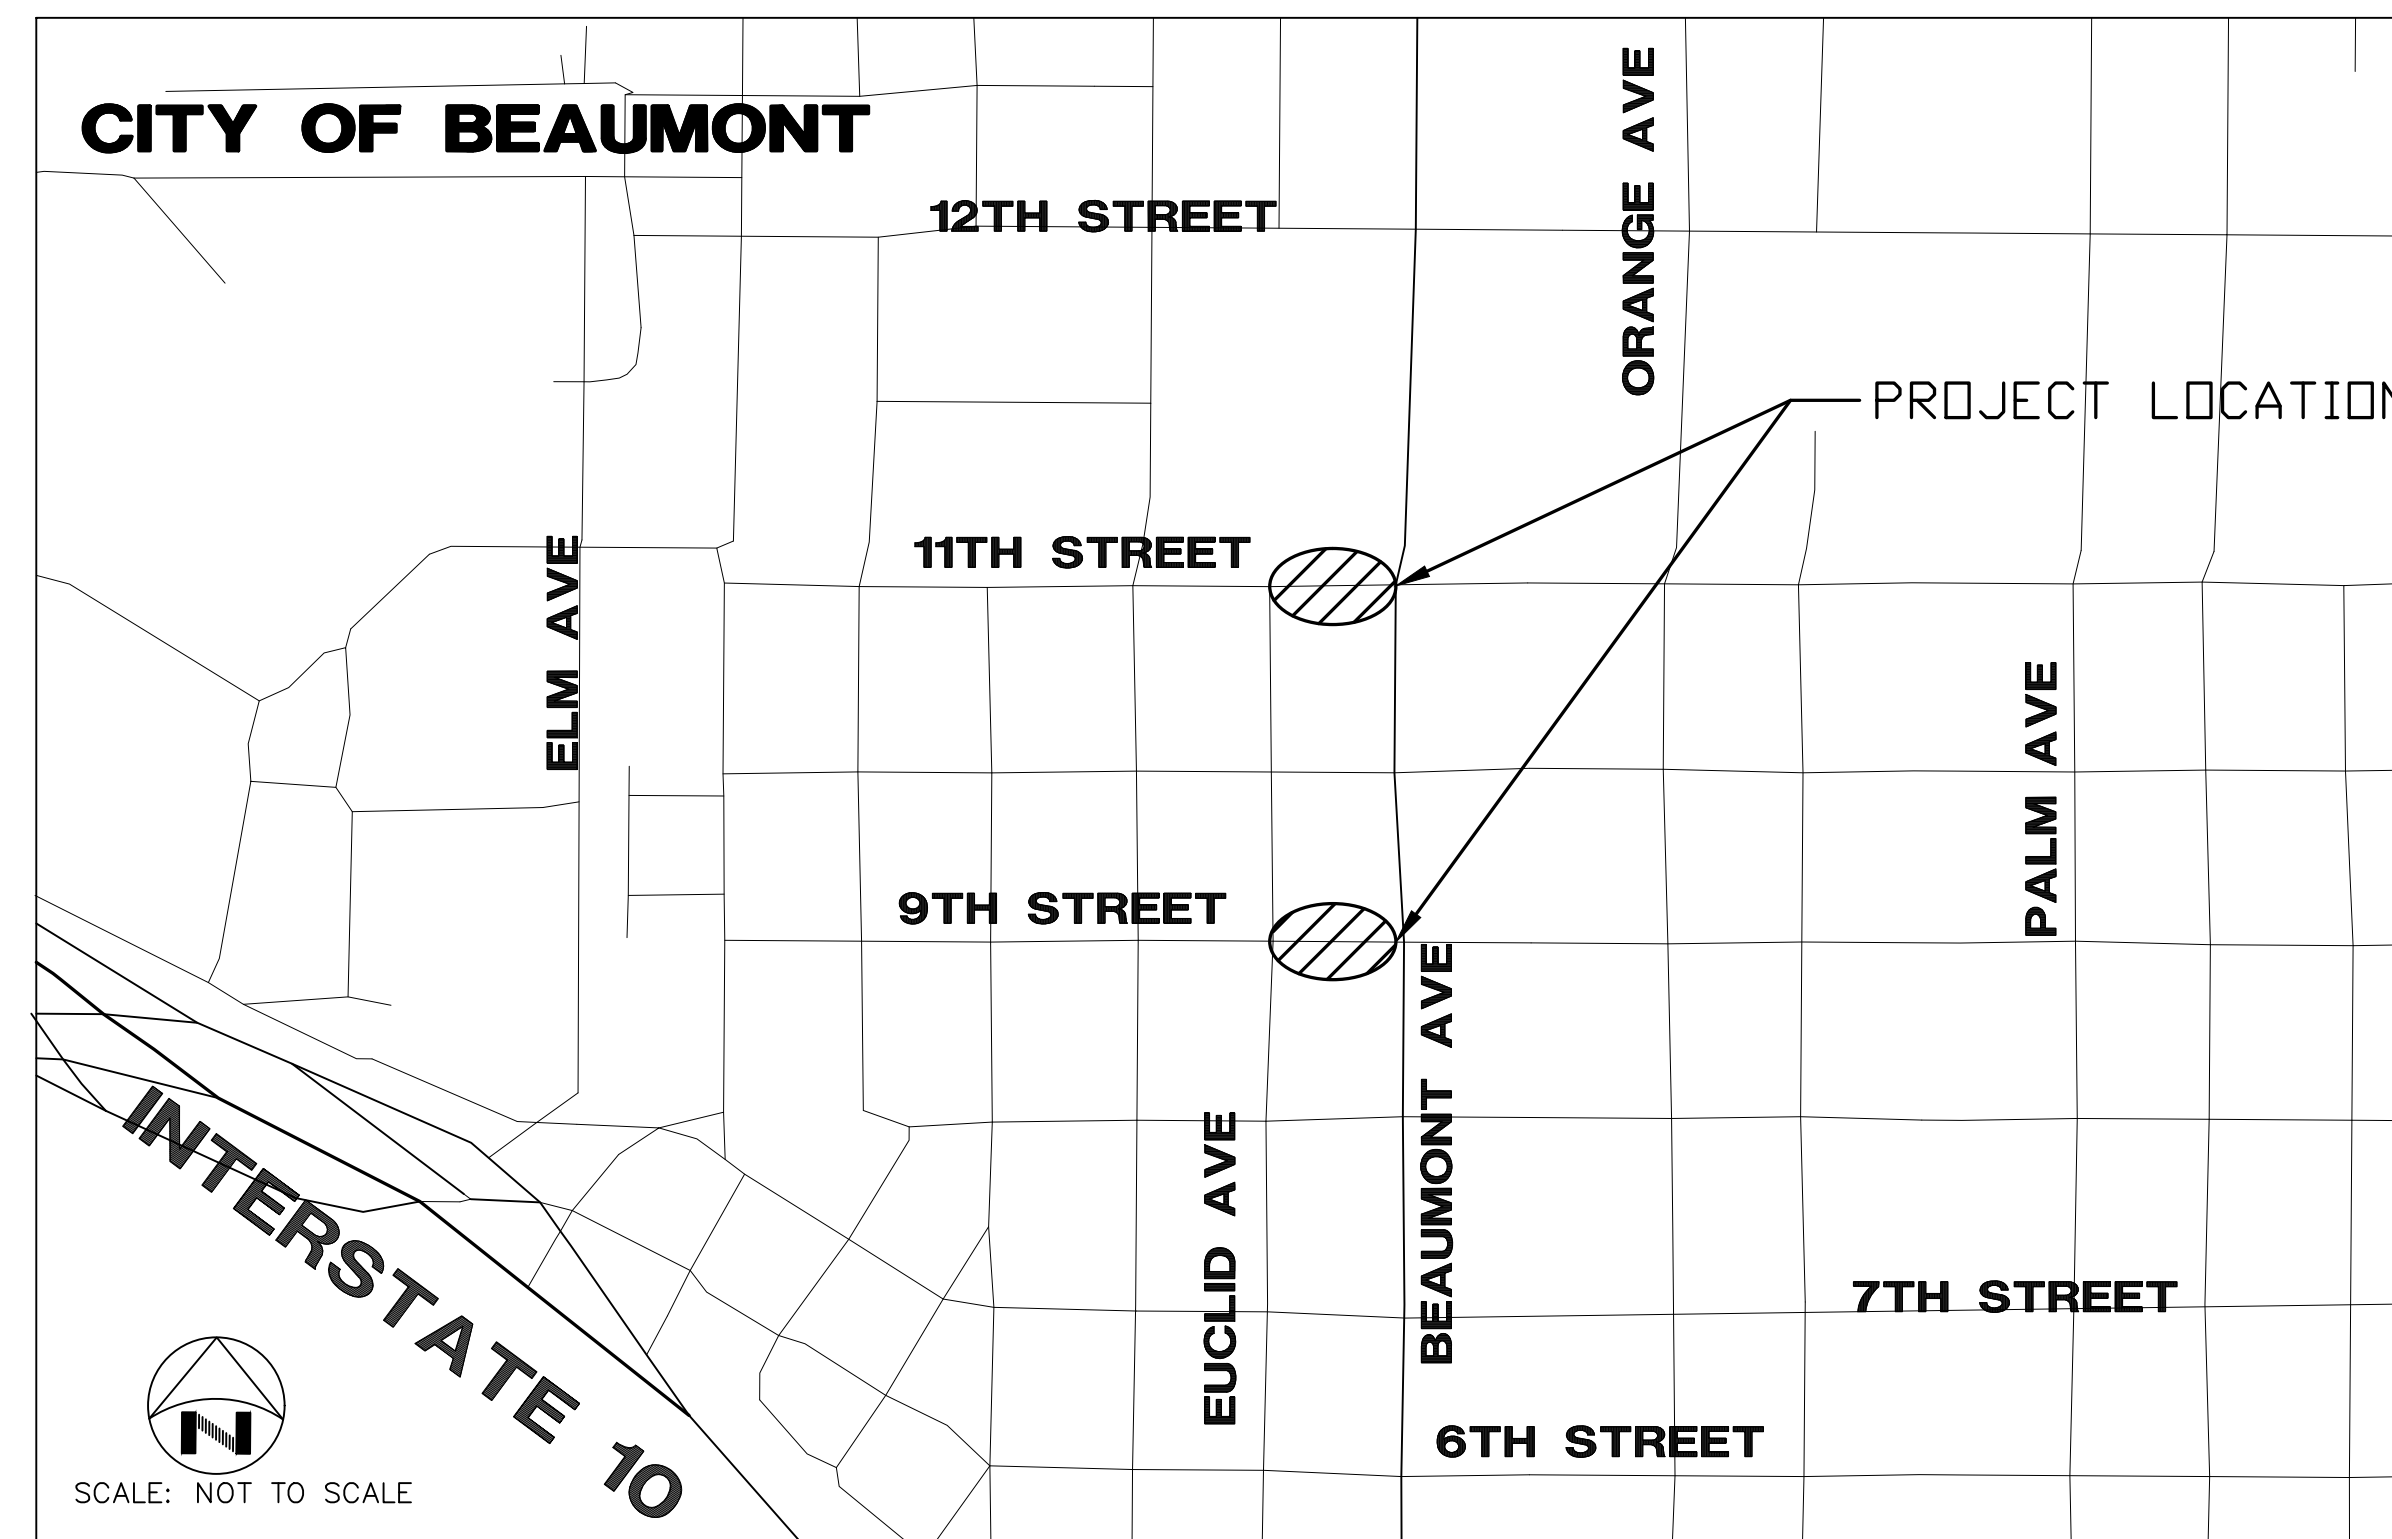 CITY OF BEAUMONT
ORANGE AVE
12TH STREET
PROJECT LOCATION
11TH STREET
ELM AVE
PALM AVE
9TH STREET
BEAUMONT AVE
EUCLID AVE
INTERSTATE 10
7TH STREET
6TH STREET
N
SCALE: NOT TO SCALE